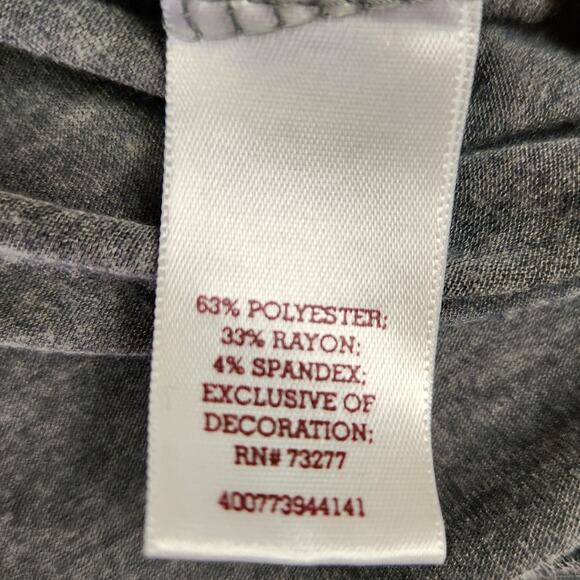 63% POLYESTER;
33% RAYON;
4% SPANDEX;
EXCLUSIVE OF
DECORATION;
RN# 73277
400773944141